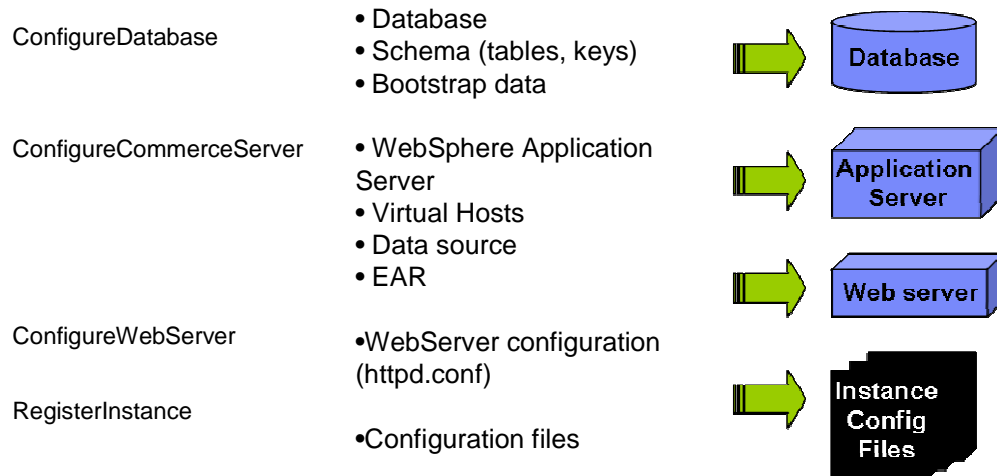 ConfigureDatabase
• Database
• Schema (tables, keys)
• Bootstrap data
Database
ConfigureCommerceServer
• WebSphere Application
Server
• Virtual Hosts
• Data source
• EAR
Application
Server
Web server
ConfigureWebServer
•WebServer configuration
(httpd.conf)
RegisterInstance
•Configuration files
Instance
Config
Files